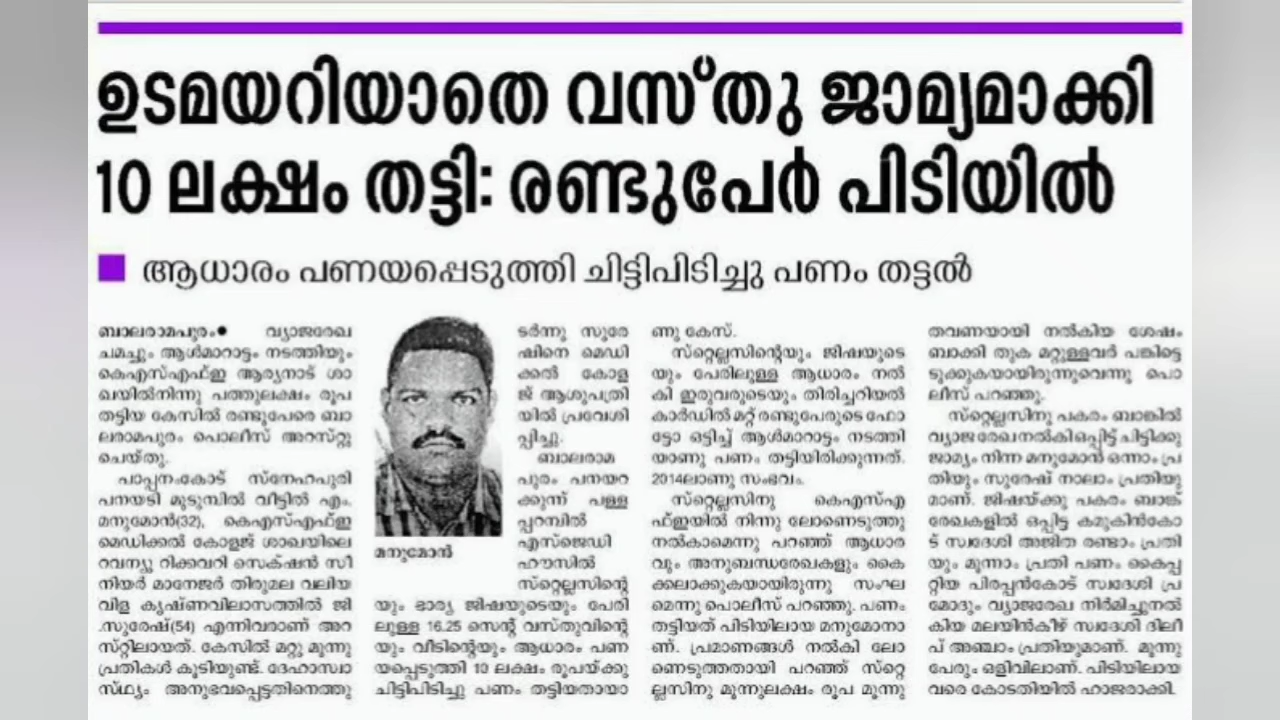 ഉടമയറിയാതെ വസ്തു ജാമ്യമാക്കി
10 ലക്ഷം തട്ടി: രണ്ടുപേർ പിടിയിൽ
ആധാരം പണയപ്പെടുത്തി ചിട്ടിപിടിച്ചു പണം തട്ടൽ
ബാലരാമപുരം● വ്യാജരേഖ
ചമച്ചും ആൾമാറാട്ടം നടത്തിയും
കെഎസ്എഫ്ഇ ആര്യനാട് ശാ
ഖയിൽനിന്നു പത്തുലക്ഷം രൂപ
തട്ടിയ കേസിൽ രണ്ടുപേരെ ബാ
ലരാമപുരം പൊലീസ് അറസ്റ്റു
ചെയ്തു.
പാപ്പനംകോട് സ്നേഹപുരി
പനയടി മൂടുമ്പിൽ വീട്ടിൽ എം.
മനുമോൻ(32), കെഎസ്എഫ്ഇ
മെഡിക്കൽ കോളജ് ശാഖയിലെ
റവന്യു റിക്കവറി സെക്ഷൻ സീ
നിയർ മാനേജർ തിരുമല വലിയ
വിള കൃഷ്ണവിലാസത്തിൽ ജി
.സുരേഷ്(54) എന്നിവരാണ് അറ
സ്റ്റിലായത്. കേസിൽ മറ്റു മൂന്നു
പ്രതികൾ കൂടിയുണ്ട്. ദേഹാസ്വാ
സ്ഥ്യം അനുഭവപ്പെട്ടതിനെത്തു
മനുമോൻ
ടർന്നു സുരേ
ഷിനെ മെഡി
ക്കൽ കോള
ജ് ആശുപത്രി
യിൽ പ്രവേശി
പ്പിച്ചു.
ബാലരാമ
പുരം പനയറ
ക്കുന്ന് പള്ള
പ്പറമ്പിൽ
എസ്ജെഡി
ഹൗസിൽ
സ്റ്റെല്ലസിന്റെ
യും ഭാര്യ ജിഷയുടെയും പേരി
ലുള്ള 16.25 സെന്റ് വസ്തുവിന്റെ
യും വീടിന്റെയും ആധാരം പണ
യപ്പെടുത്തി 10 ലക്ഷം രൂപയ്ക്കു
ചിട്ടിപിടിച്ചു പണം തട്ടിയതായാ
ണു കേസ്.
സ്റ്റെല്ലസിന്റെയും ജിഷയുടെ
യും പേരിലുള്ള ആധാരം നൽ
കി ഇരുവരുടെയും തിരിച്ചറിയൽ
കാർഡിൽ മറ്റ് രണ്ടുപേരുടെ ഫോ
ട്ടോ ഒട്ടിച്ച് ആൾമാറാട്ടം നടത്തി
യാണു പണം തട്ടിയിരിക്കുന്നത്.
2014ലാണു സംഭവം.
സ്റ്റെല്ലസിനു കെഎസ്എ
ഫ്ഇയിൽ നിന്നു ലോണെടുത്തു
നൽകാമെന്നു പറഞ്ഞ് ആധാര
വും അനുബന്ധരേഖകളും കൈ
ക്കലാക്കുകയായിരുന്നു സംഘ
മെന്നു പൊലീസ് പറഞ്ഞു. പണം
തട്ടിയത് പിടിയിലായ മനുമോനാ
ണ്. പ്രമാണങ്ങൾ നൽകി ലോ
ണെടുത്തതായി പറഞ്ഞ് സ്റ്റെ
ല്ലസിനു മൂന്നുലക്ഷം രൂപ മൂന്നു
തവണയായി നൽകിയ ശേഷം
ബാക്കി തുക മറ്റുള്ളവർ പങ്കിട്ടെ
ടുക്കുകയായിരുന്നുവെന്നു പൊ
ലീസ് പറഞ്ഞു.
സ്റ്റെല്ലസിനു പകരം ബാങ്കിൽ
വ്യാജ രേഖ നൽകി ഒപ്പിട്ട് ചിട്ടിക്കു
ജാമ്യം നിന്ന മനുമോൻ ഒന്നാം പ്ര
തിയും സുരേഷ് നാലാം പ്രതിയു
മാണ്. ജിഷയ്ക്കു പകരം ബാങ്ക്
രേഖകളിൽ ഒപ്പിട്ട കമുകിൻകോ
ട് സ്വദേശി അജിത രണ്ടാം പ്രതി
യും മൂന്നാം പ്രതി പണം കൈപ്പ
റ്റിയ പിരപ്പൻകോട് സ്വദേശി പ്ര
മോദും വ്യാജരേഖ നിർമിച്ചുനൽ
കിയ മലയിൻകീഴ് സ്വദേശി ദിലീ
പ് അഞ്ചാം പ്രതിയുമാണ്. മൂന്നു
പേരും ഒളിവിലാണ്. പിടിയിലായ
വരെ കോടതിയിൽ ഹാജരാക്കി.